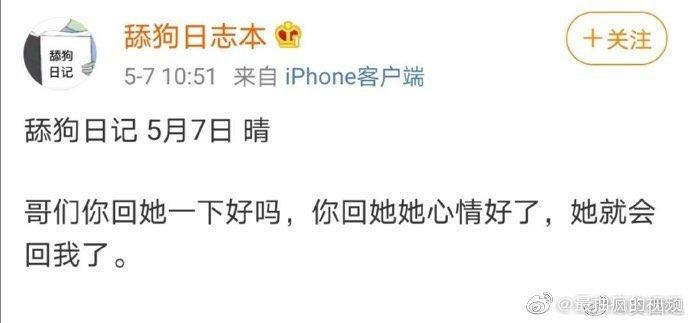 舔狗日志本
+关注
舔狗
日记
5-7 10:51 来自 iPhone客户端
舔狗日记 5月7日 晴
哥们你回她一下好吗，你回她她心情好了，她就会
回我了。